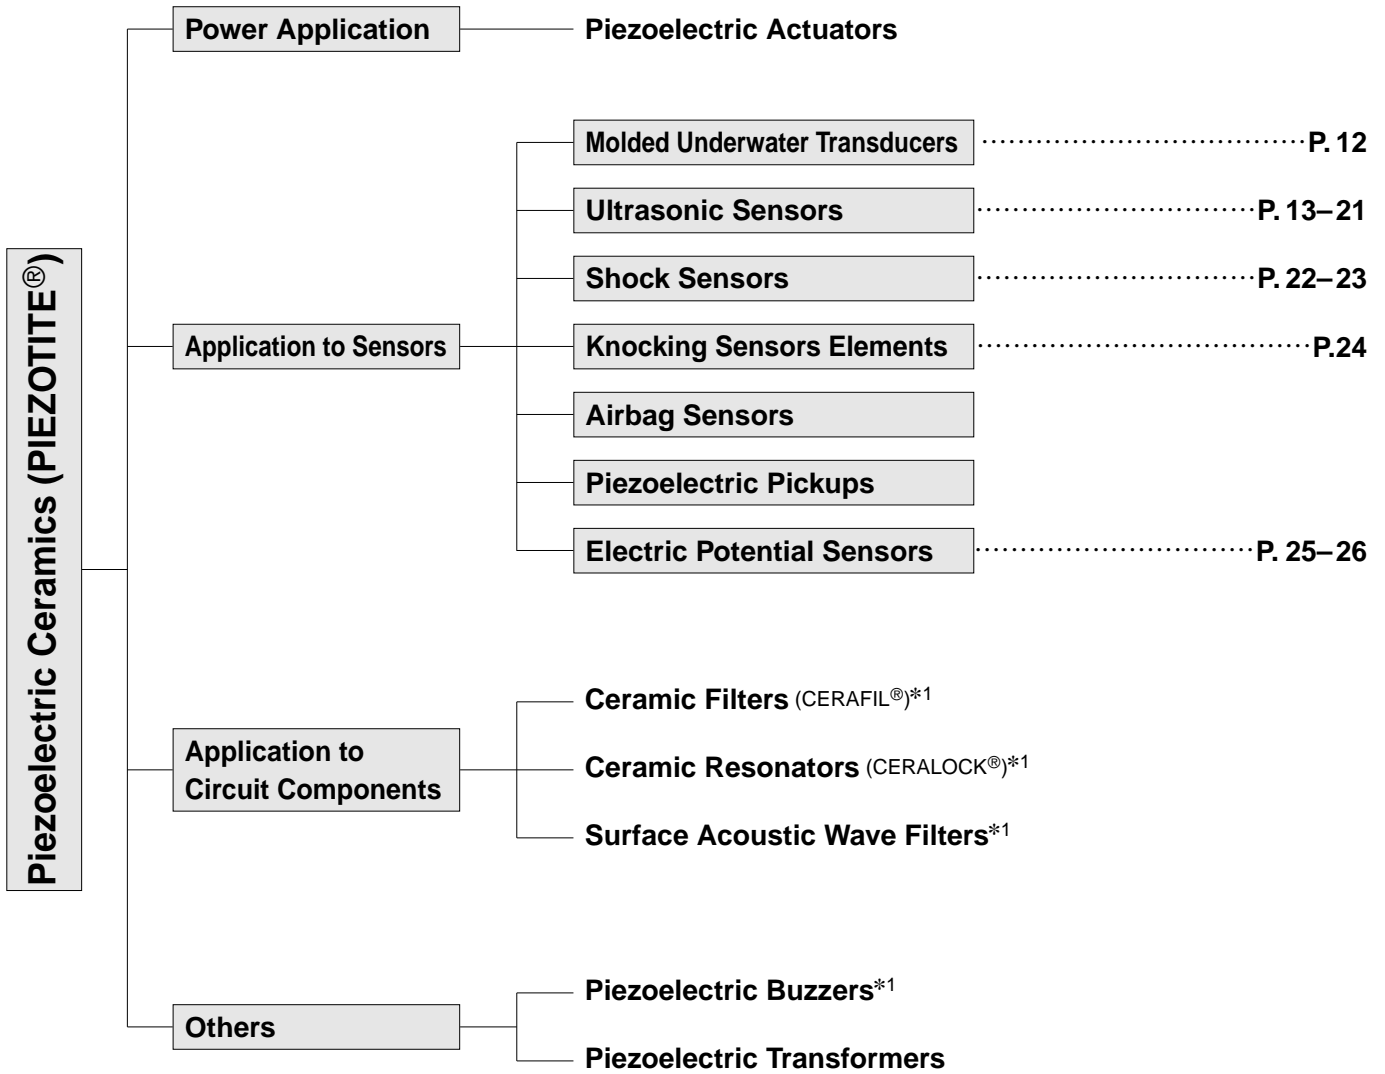 Power Application
Piezoelectric Actuators
Molded Underwater Transducers ································· P. 12
Ultrasonic Sensors ································· P. 13–21
Shock Sensors ································· P. 22–23
Piezoelectric Ceramics (PIEZOTITE®)
Application to Sensors
Knocking Sensors Elements ································· P.24
Airbag Sensors
Piezoelectric Pickups
Electric Potential Sensors ································· P. 25–26
Ceramic Filters (CERAFIL®)*1
Application to
Circuit Components
Ceramic Resonators (CERALOCK®)*1
Surface Acoustic Wave Filters*1
Piezoelectric Buzzers*1
Others
Piezoelectric Transformers